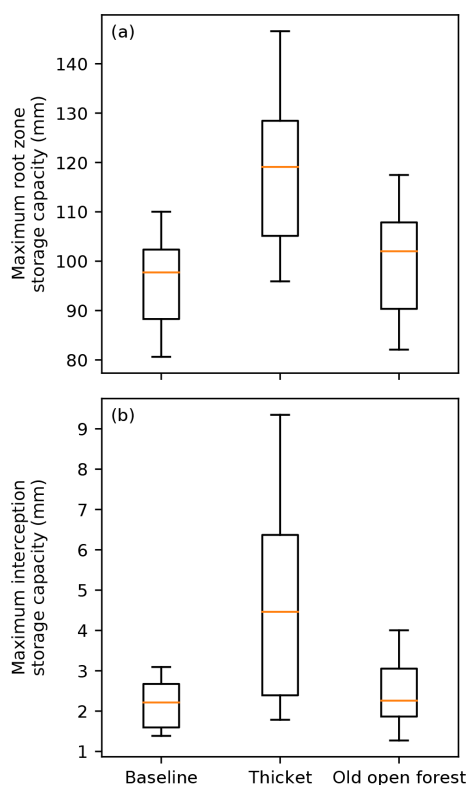 (a)
Maximum root zone
storage capacity (mm)
140
130
120
110
100
90
80
(b)
Maximum interception
storage capacity (mm)
9
8
7
6
5
4
3
2
1
Baseline Thicket Old open forest